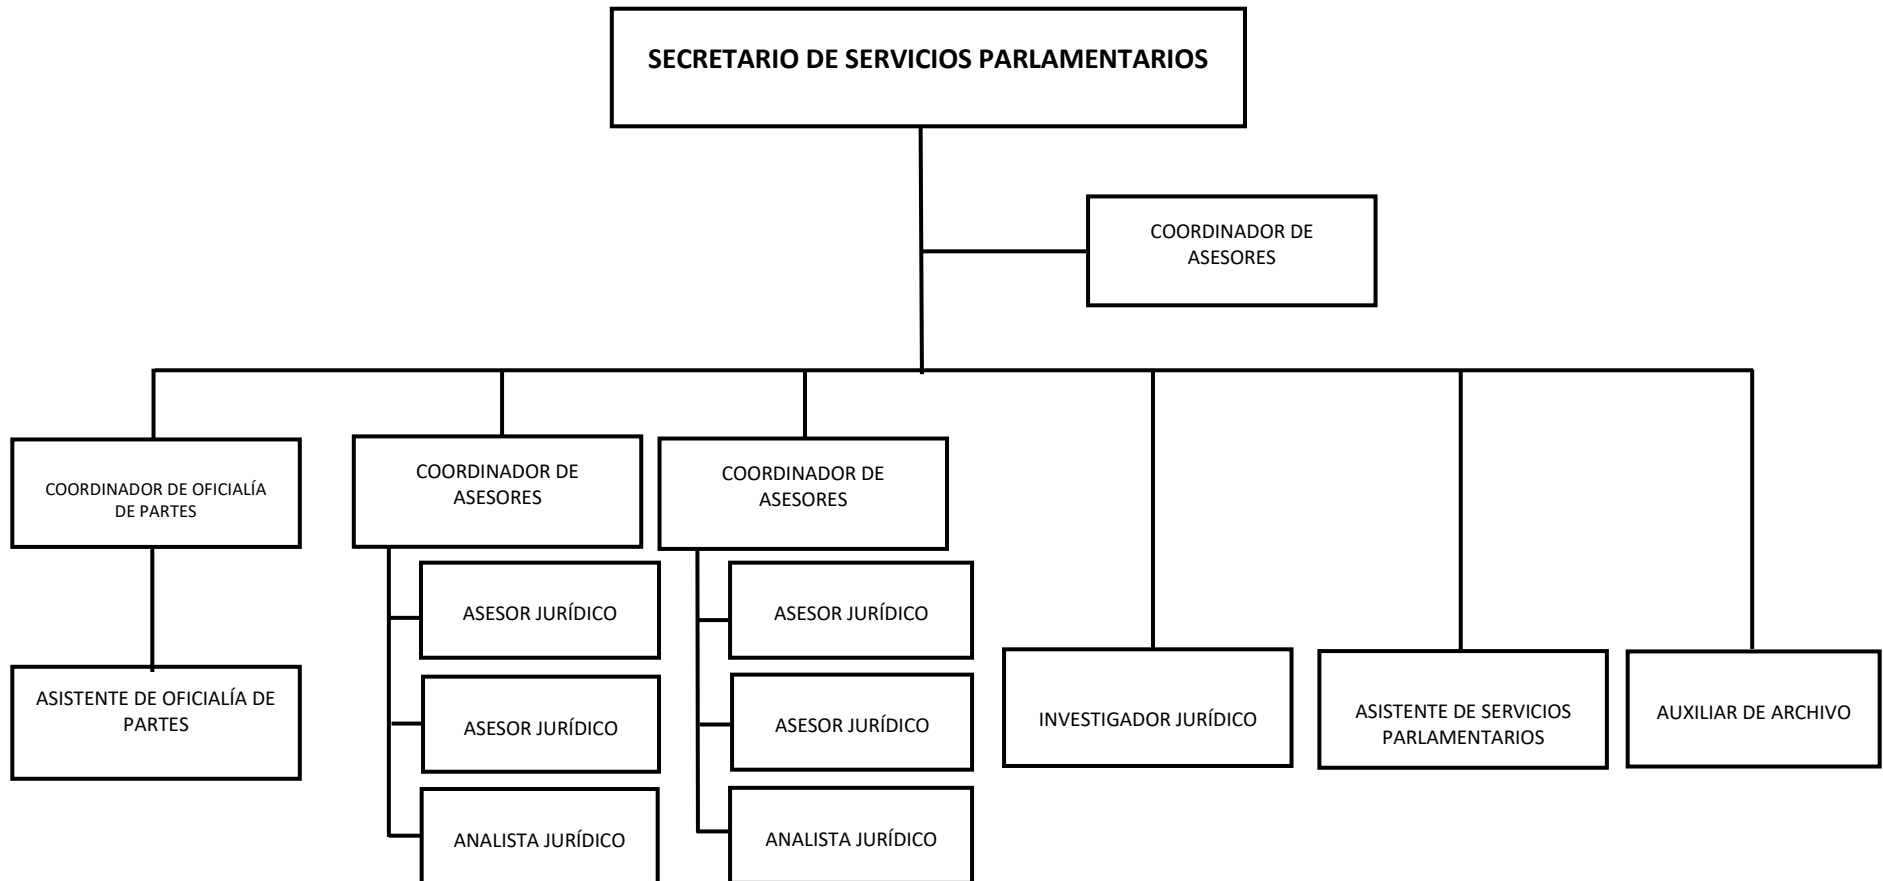 SECRETARIO DE SERVICIOS PARLAMENTARIOS
COORDINADOR DE
ASESORES
COORDINADOR DE OFICIALÍA
DE PARTES
COORDINADOR DE
ASESORES
COORDINADOR DE
ASESORES
ASESOR JURÍDICO
ASESOR JURÍDICO
ASISTENTE DE OFICIALÍA DE
PARTES
ASESOR JURÍDICO
ASESOR JURÍDICO
INVESTIGADOR JURÍDICO
ASISTENTE DE SERVICIOS
PARLAMENTARIOS
AUXILIAR DE ARCHIVO
ANALISTA JURÍDICO
ANALISTA JURÍDICO